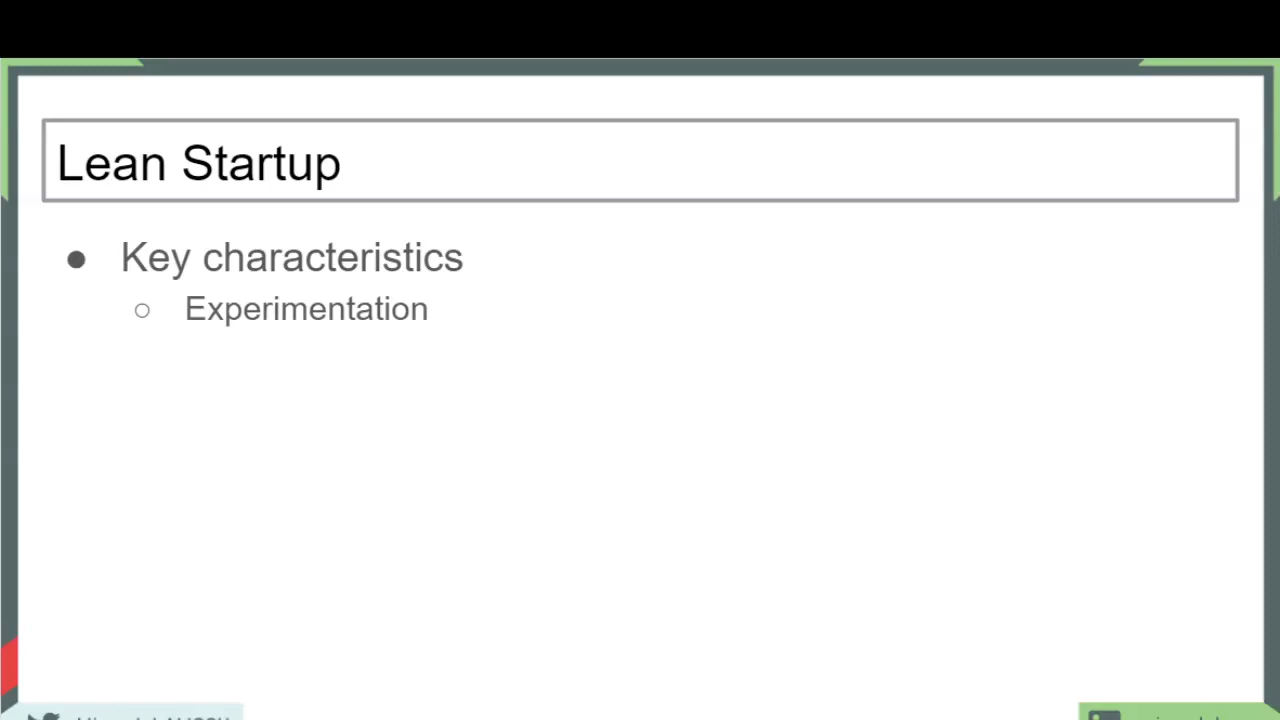 Lean Startup
● Key characteristics
○ Experimentation